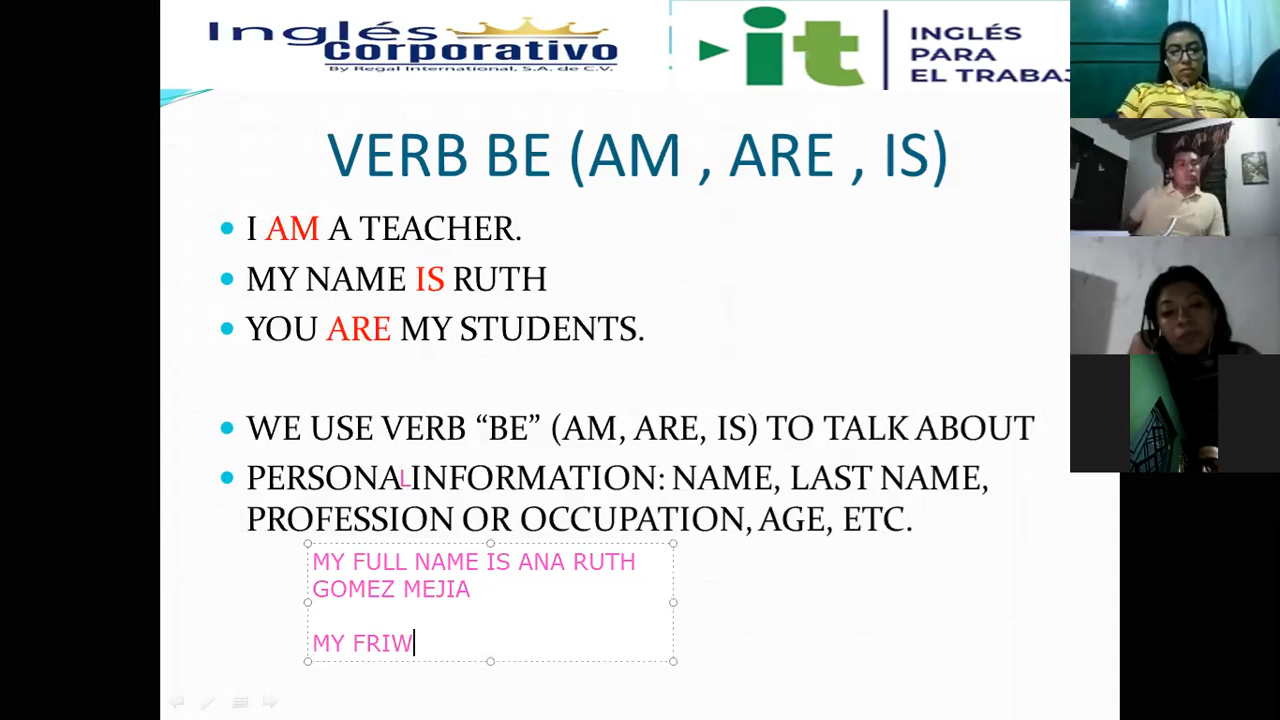 Inglés
Corporativo
By Regal International, S.A. de C.V.
it
INGLÉS
PARA
EL TRABAJ
VERB BE (AM , ARE , IS)
I AM A TEACHER.
MY NAME IS RUTH
YOU ARE MY STUDENTS.
WE USE VERB “BE” (AM, ARE, IS) TO TALK ABOUT
PERSONAL INFORMATION: NAME, LAST NAME,
PROFESSION OR OCCUPATION, AGE, ETC.
MY FULL NAME IS ANA RUTH
GOMEZ MEJIA
MY FRIW